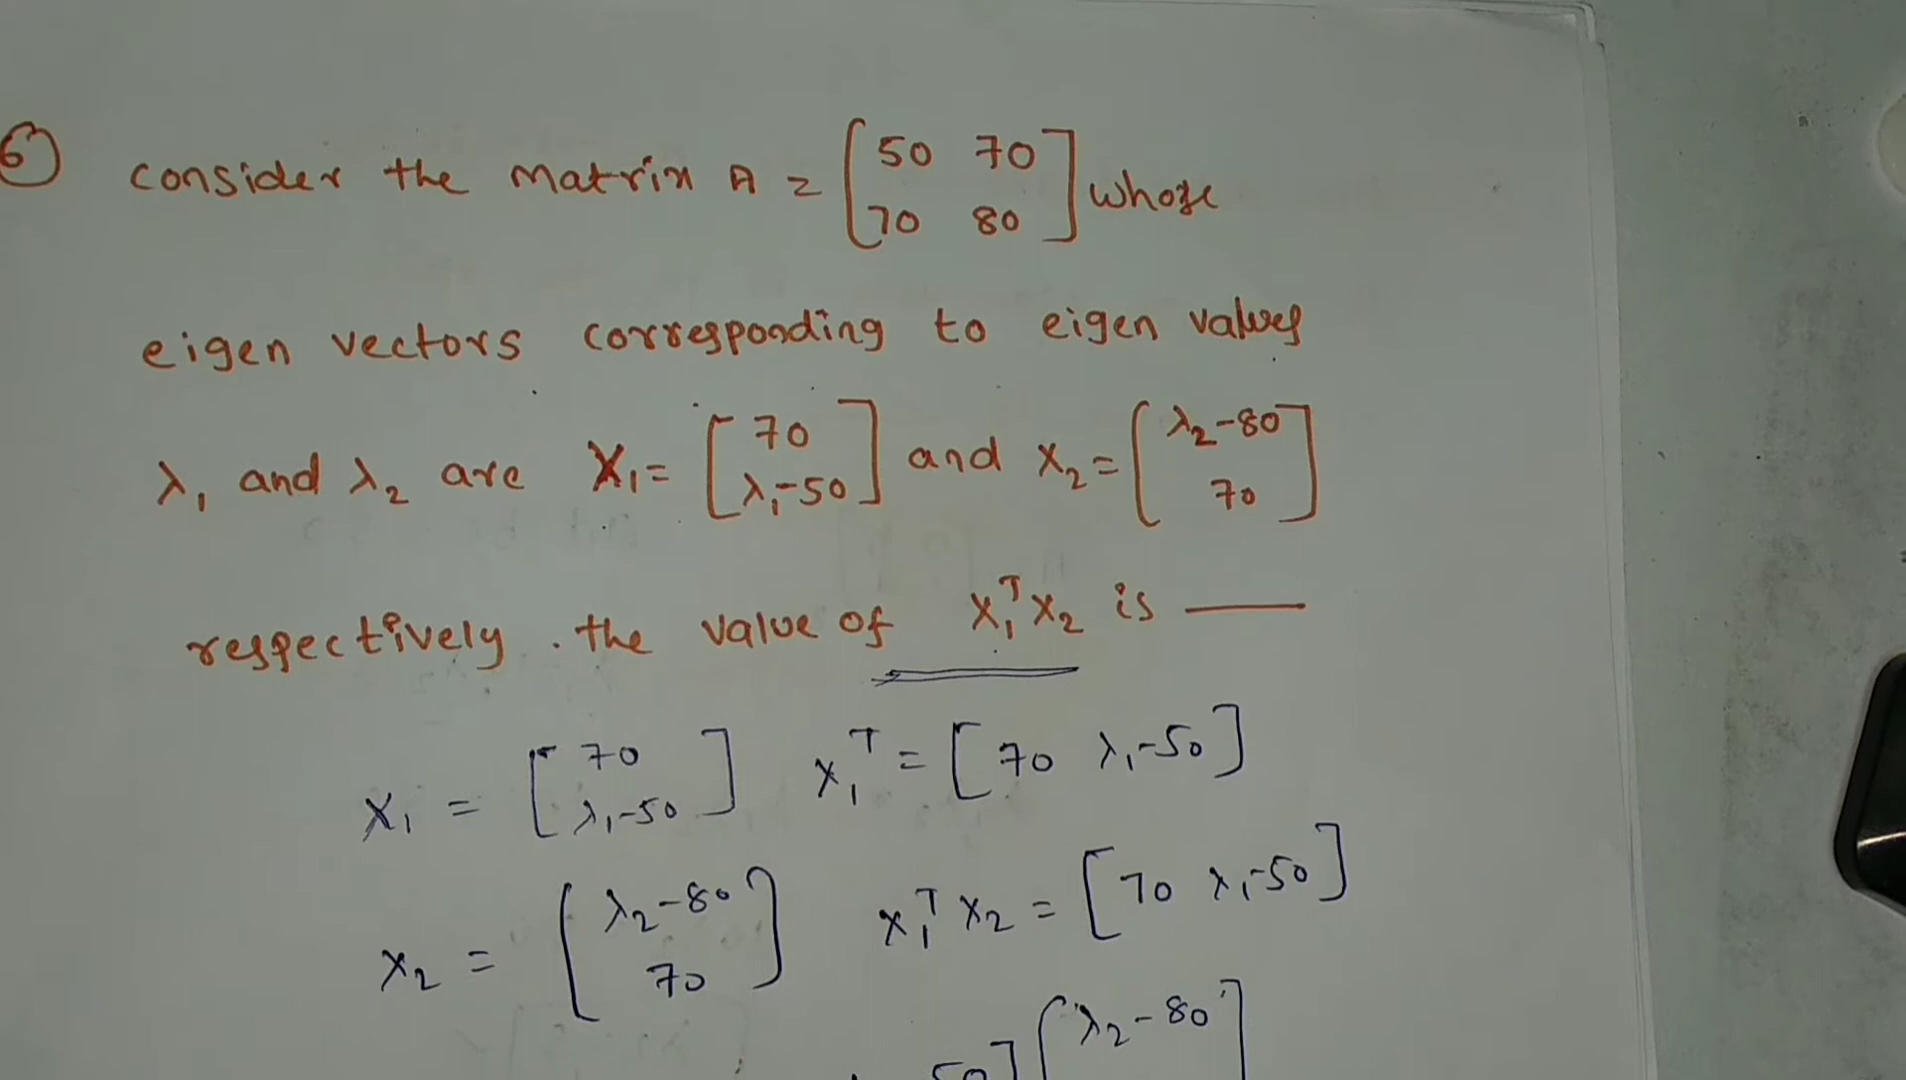 6 consider the matrix A = [50 70; 70 80] whose
eigen vectors corresponding to eigen values
λ₁ and λ₂ are X₁ = [70; λ₁-50] and X₂ = [λ₂-80; 70]
respectively. the value of X₁ᵀX₂ is ——
X₁ = [70; λ₁-50] X₁ᵀ = [70 λ₁-50]
X₂ = [λ₂-80; 70] X₁ᵀX₂ = [70 λ₁-50]
50] [λ₂-80